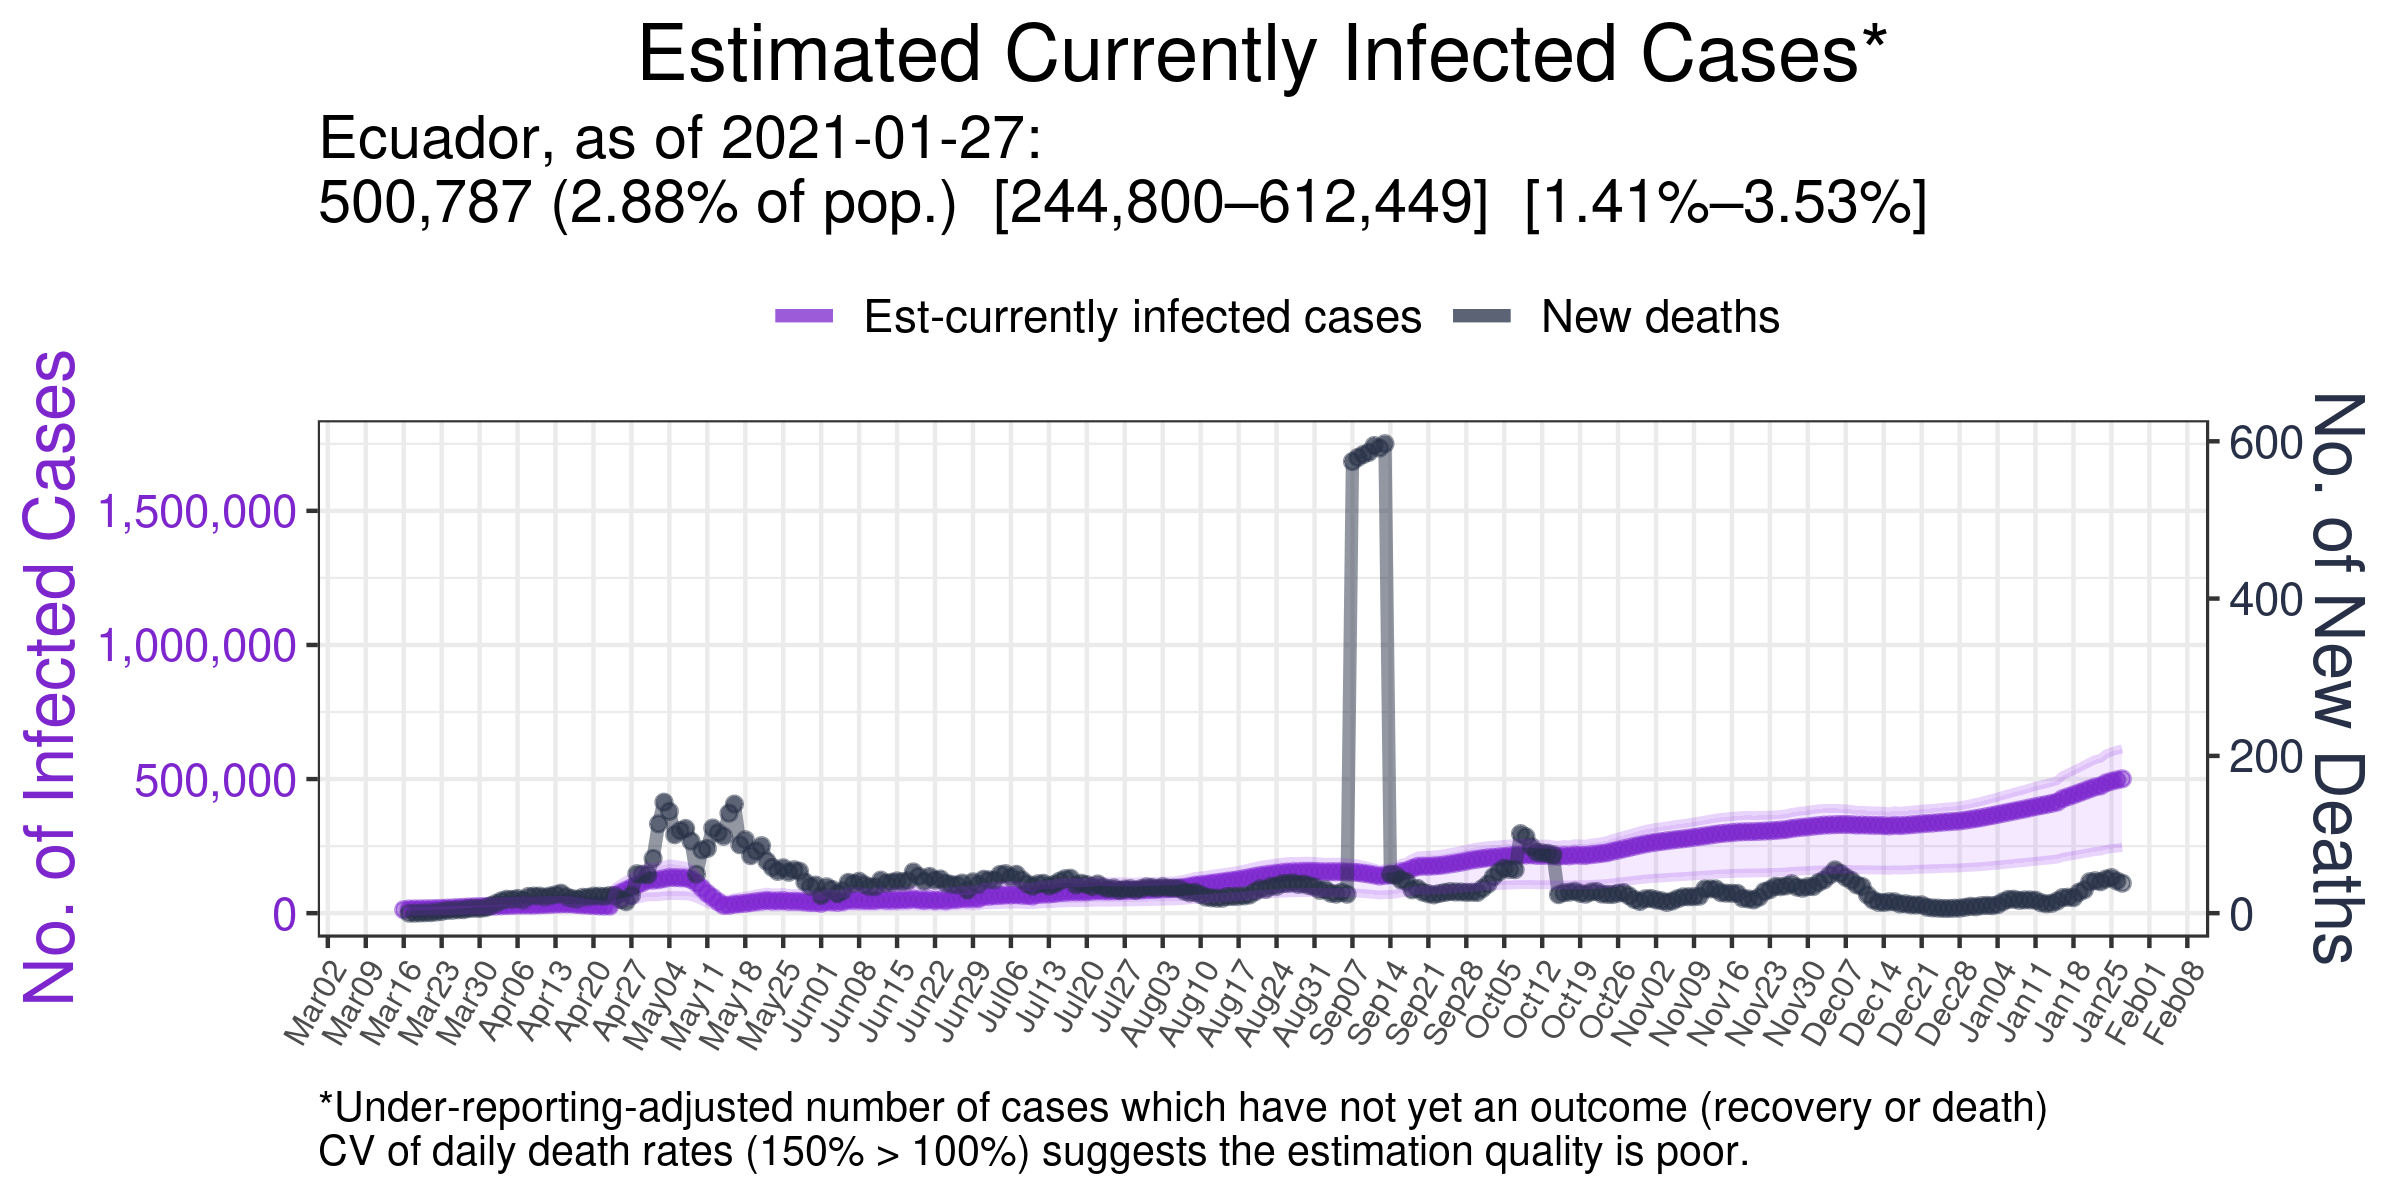 Estimated Currently Infected Cases*
Ecuador, as of 2021-01-27:
500,787 (2.88% of pop.) [244,800–612,449] [1.41%–3.53%]
Est-currently infected cases
New deaths
No. of Infected Cases
1,500,000
1,000,000
500,000
0
600
400
200
0
No. of New Deaths
Mar02
Mar09
Mar16
Mar23
Mar30
Apr06
Apr13
Apr20
Apr27
May04
May11
May18
May25
Jun01
Jun08
Jun15
Jun22
Jun29
Jul06
Jul13
Jul20
Jul27
Aug03
Aug10
Aug17
Aug24
Aug31
Sep07
Sep14
Sep21
Sep28
Oct05
Oct12
Oct19
Oct26
Nov02
Nov09
Nov16
Nov23
Nov30
Dec07
Dec14
Dec21
Dec28
Jan04
Jan11
Jan18
Jan25
Feb01
Feb08
*Under-reporting-adjusted number of cases which have not yet an outcome (recovery or death)
CV of daily death rates (150% > 100%) suggests the estimation quality is poor.